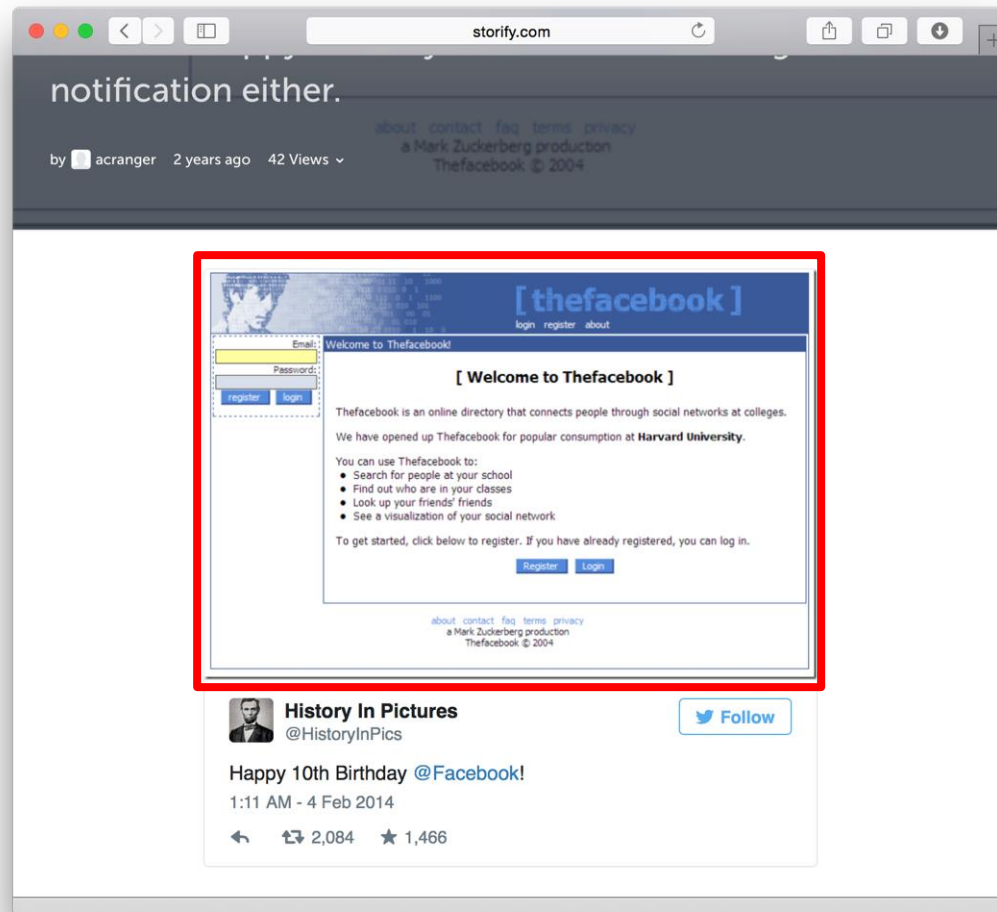 storify.com
notification either.
about contact faq terms privacy
a Mark Zuckerberg production
Thefacebook © 2004
by acranger 2 years ago 42 Views
[ thefacebook ]
login register about
Email:
Password:
register login
Welcome to Thefacebook!
[ Welcome to Thefacebook ]
Thefacebook is an online directory that connects people through social networks at colleges.
We have opened up Thefacebook for popular consumption at Harvard University.
You can use Thefacebook to:
• Search for people at your school
• Find out who are in your classes
• Look up your friends' friends
• See a visualization of your social network
To get started, click below to register. If you have already registered, you can log in.
Register Login
about contact faq terms privacy
a Mark Zuckerberg production
Thefacebook © 2004
History In Pictures
@HistoryInPics
Follow
Happy 10th Birthday @Facebook!
1:11 AM - 4 Feb 2014
2,084 1,466